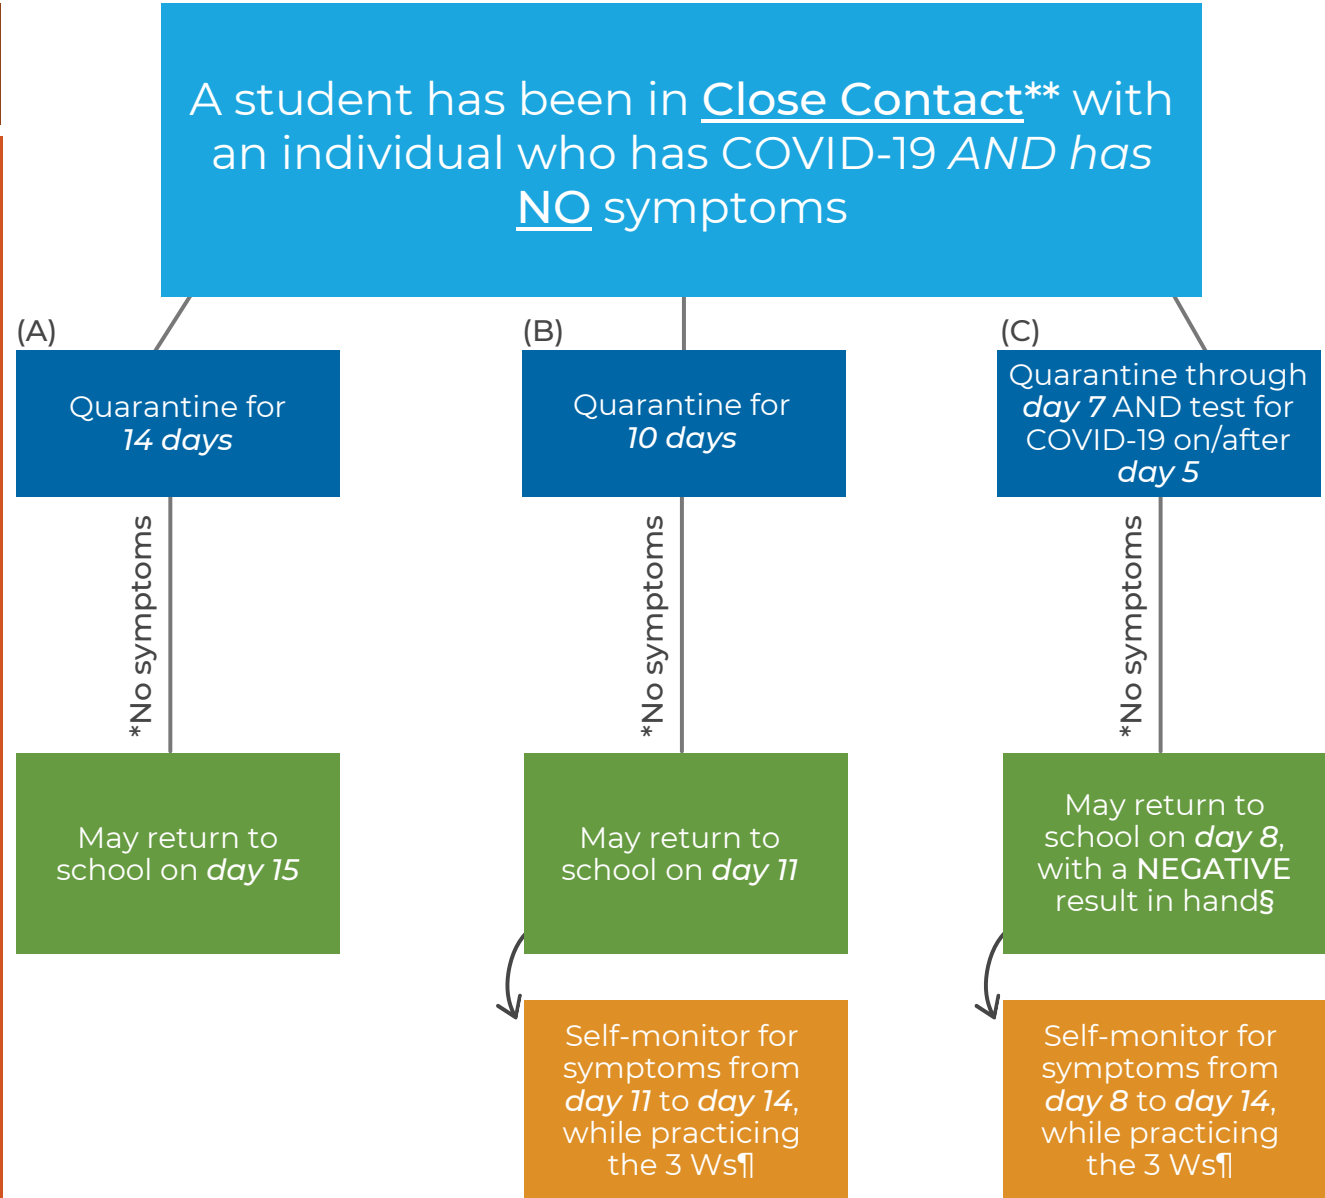 A student has been in Close Contact** with
an individual who has COVID-19 AND has
NO symptoms
(A)
Quarantine for
14 days
*No symptoms
May return to
school on day 15
(B)
Quarantine for
10 days
*No symptoms
May return to
school on day 11
Self-monitor for
symptoms from
day 11 to day 14,
while practicing
the 3 Ws¶
(C)
Quarantine through
day 7 AND test for
COVID-19 on/after
day 5
*No symptoms
May return to
school on day 8,
with a NEGATIVE
result in hand§
Self-monitor for
symptoms from
day 8 to day 14,
while practicing
the 3 Ws¶